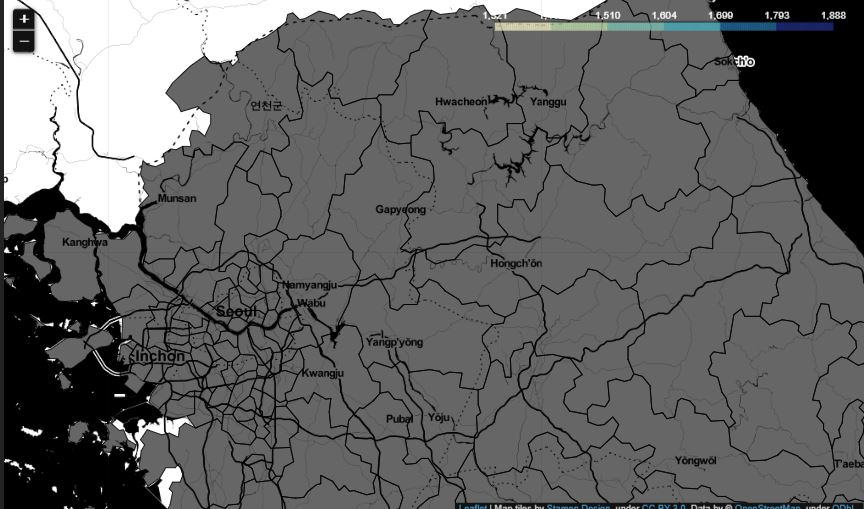 +
−
1,510
1,604
1,699
1,793
1,888
Sokch'o
연천군
Hwacheon
Yanggu
Munsan
Gapyeong
Kanghwa
Hongch'ŏn
Namyangju
Wabu
Seoul
Yangp'yŏng
Inchon
Kwangju
Pubal
Yŏju
Yŏngwŏl
Leaflet | Map tiles by Stamen Design, under CC BY 3.0. Data by © OpenStreetMap, under ODbL